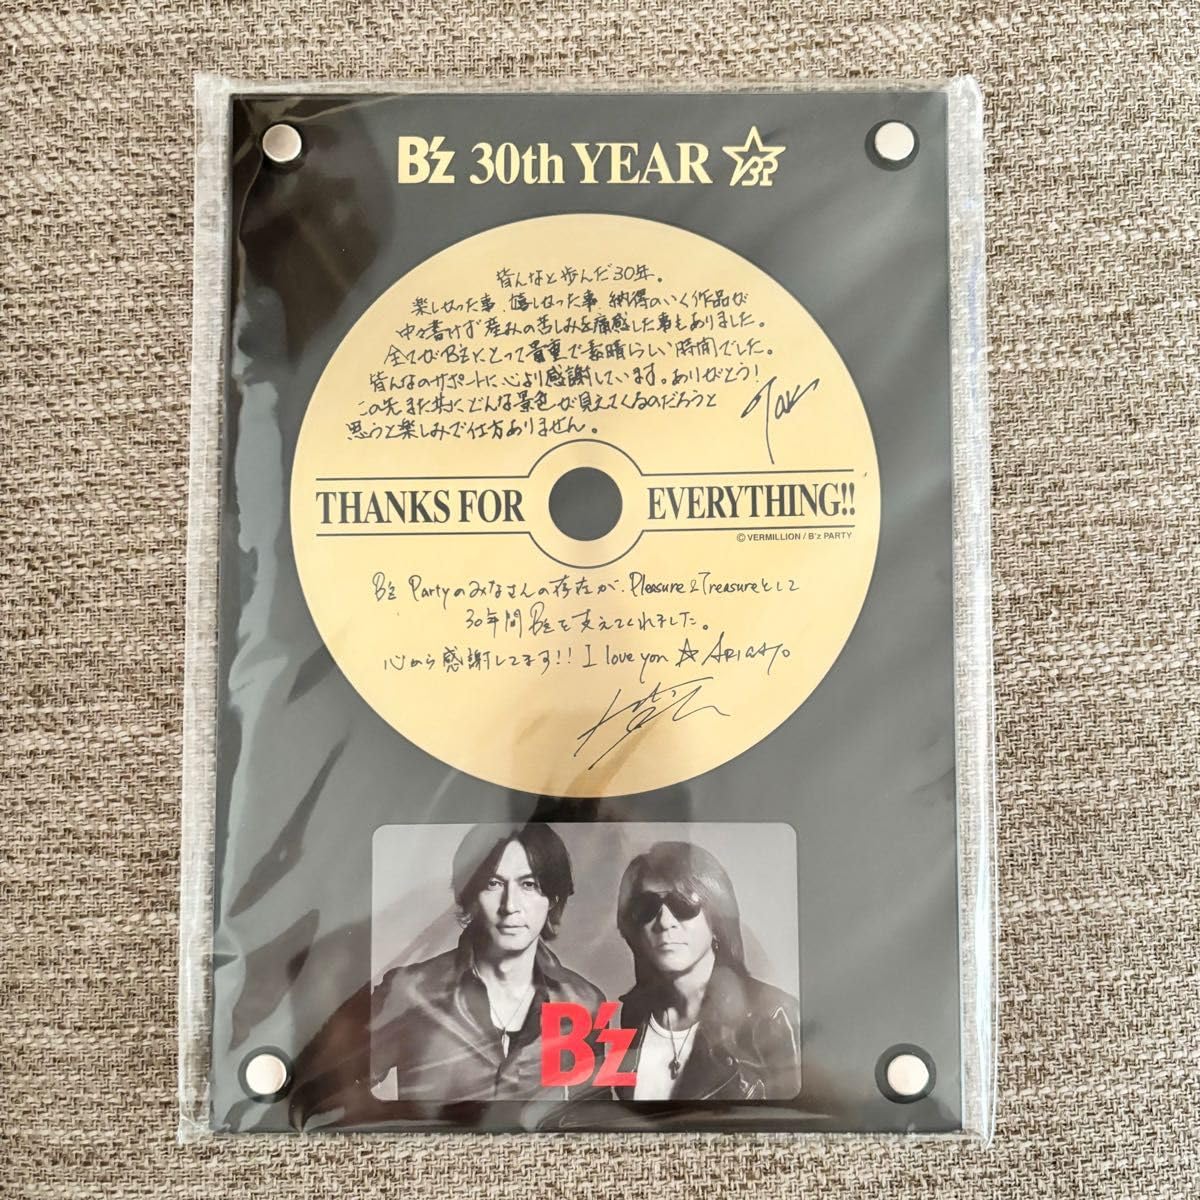 B'z 30th YEAR B'z
皆んなと歩んだ30年。
楽しかった事、嬉しかった事、納得のいく作品が
中々書けず産みの苦しみを痛感した事もありました。
全てがB'zにとって貴重で素晴らしい時間でした。
皆んなのサポートに心より感謝しています。ありがとう!
この先また共にどんな景色が見えてくるのだろうと
思うと楽しみで仕方ありません。
Tak
THANKS FOR EVERYTHING!!
© VERMILLION / B'z PARTY
B'z Partyのみなさんの存在が、Pleasure & Treasureとして
30年間B'zを支えてくれました。
心から感謝してます!! I love you ☆ ARIGATO
B'z